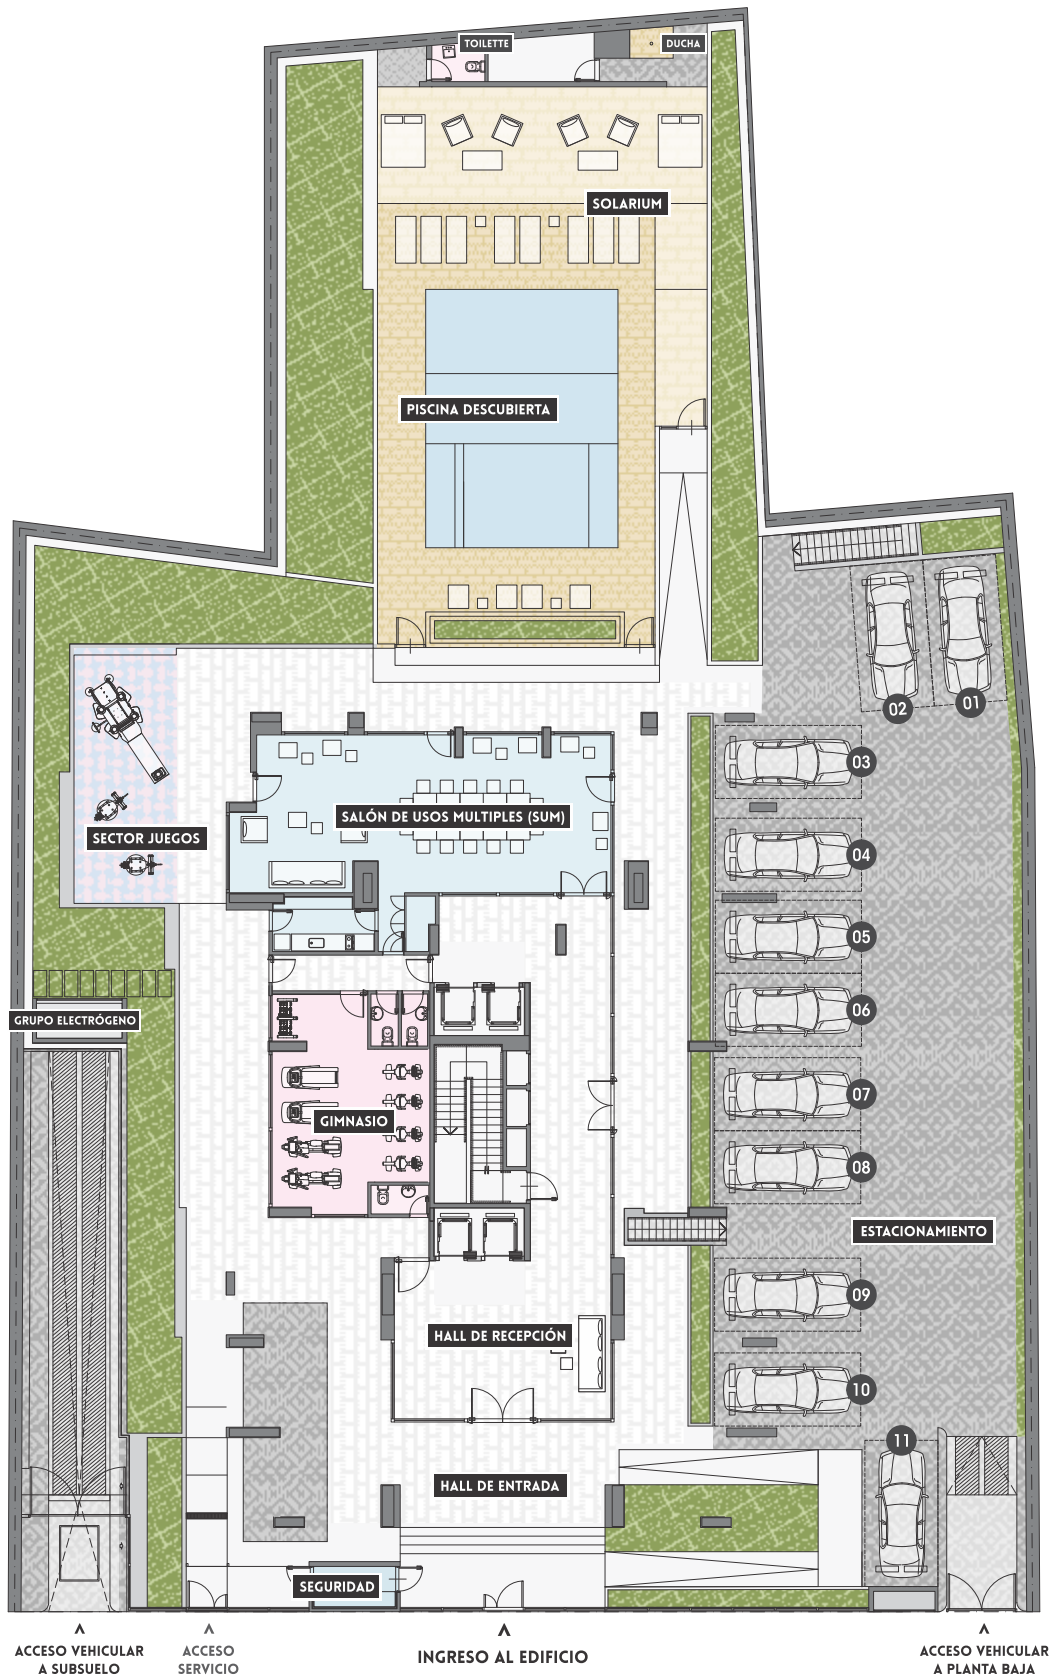 TOILETTE
DUCHA
SOLARIUM
PISCINA DESCUBIERTA
02
01
03
SALÓN DE USOS MULTIPLES (SUM)
SECTOR JUEGOS
04
05
06
GRUPO ELECTRÓGENO
07
GIMNASIO
08
ESTACIONAMIENTO
09
HALL DE RECEPCIÓN
10
11
HALL DE ENTRADA
SEGURIDAD
ACCESO VEHICULAR
A SUBSUELO
ACCESO
SERVICIO
INGRESO AL EDIFICIO
ACCESO VEHICULAR
A PLANTA BAJA